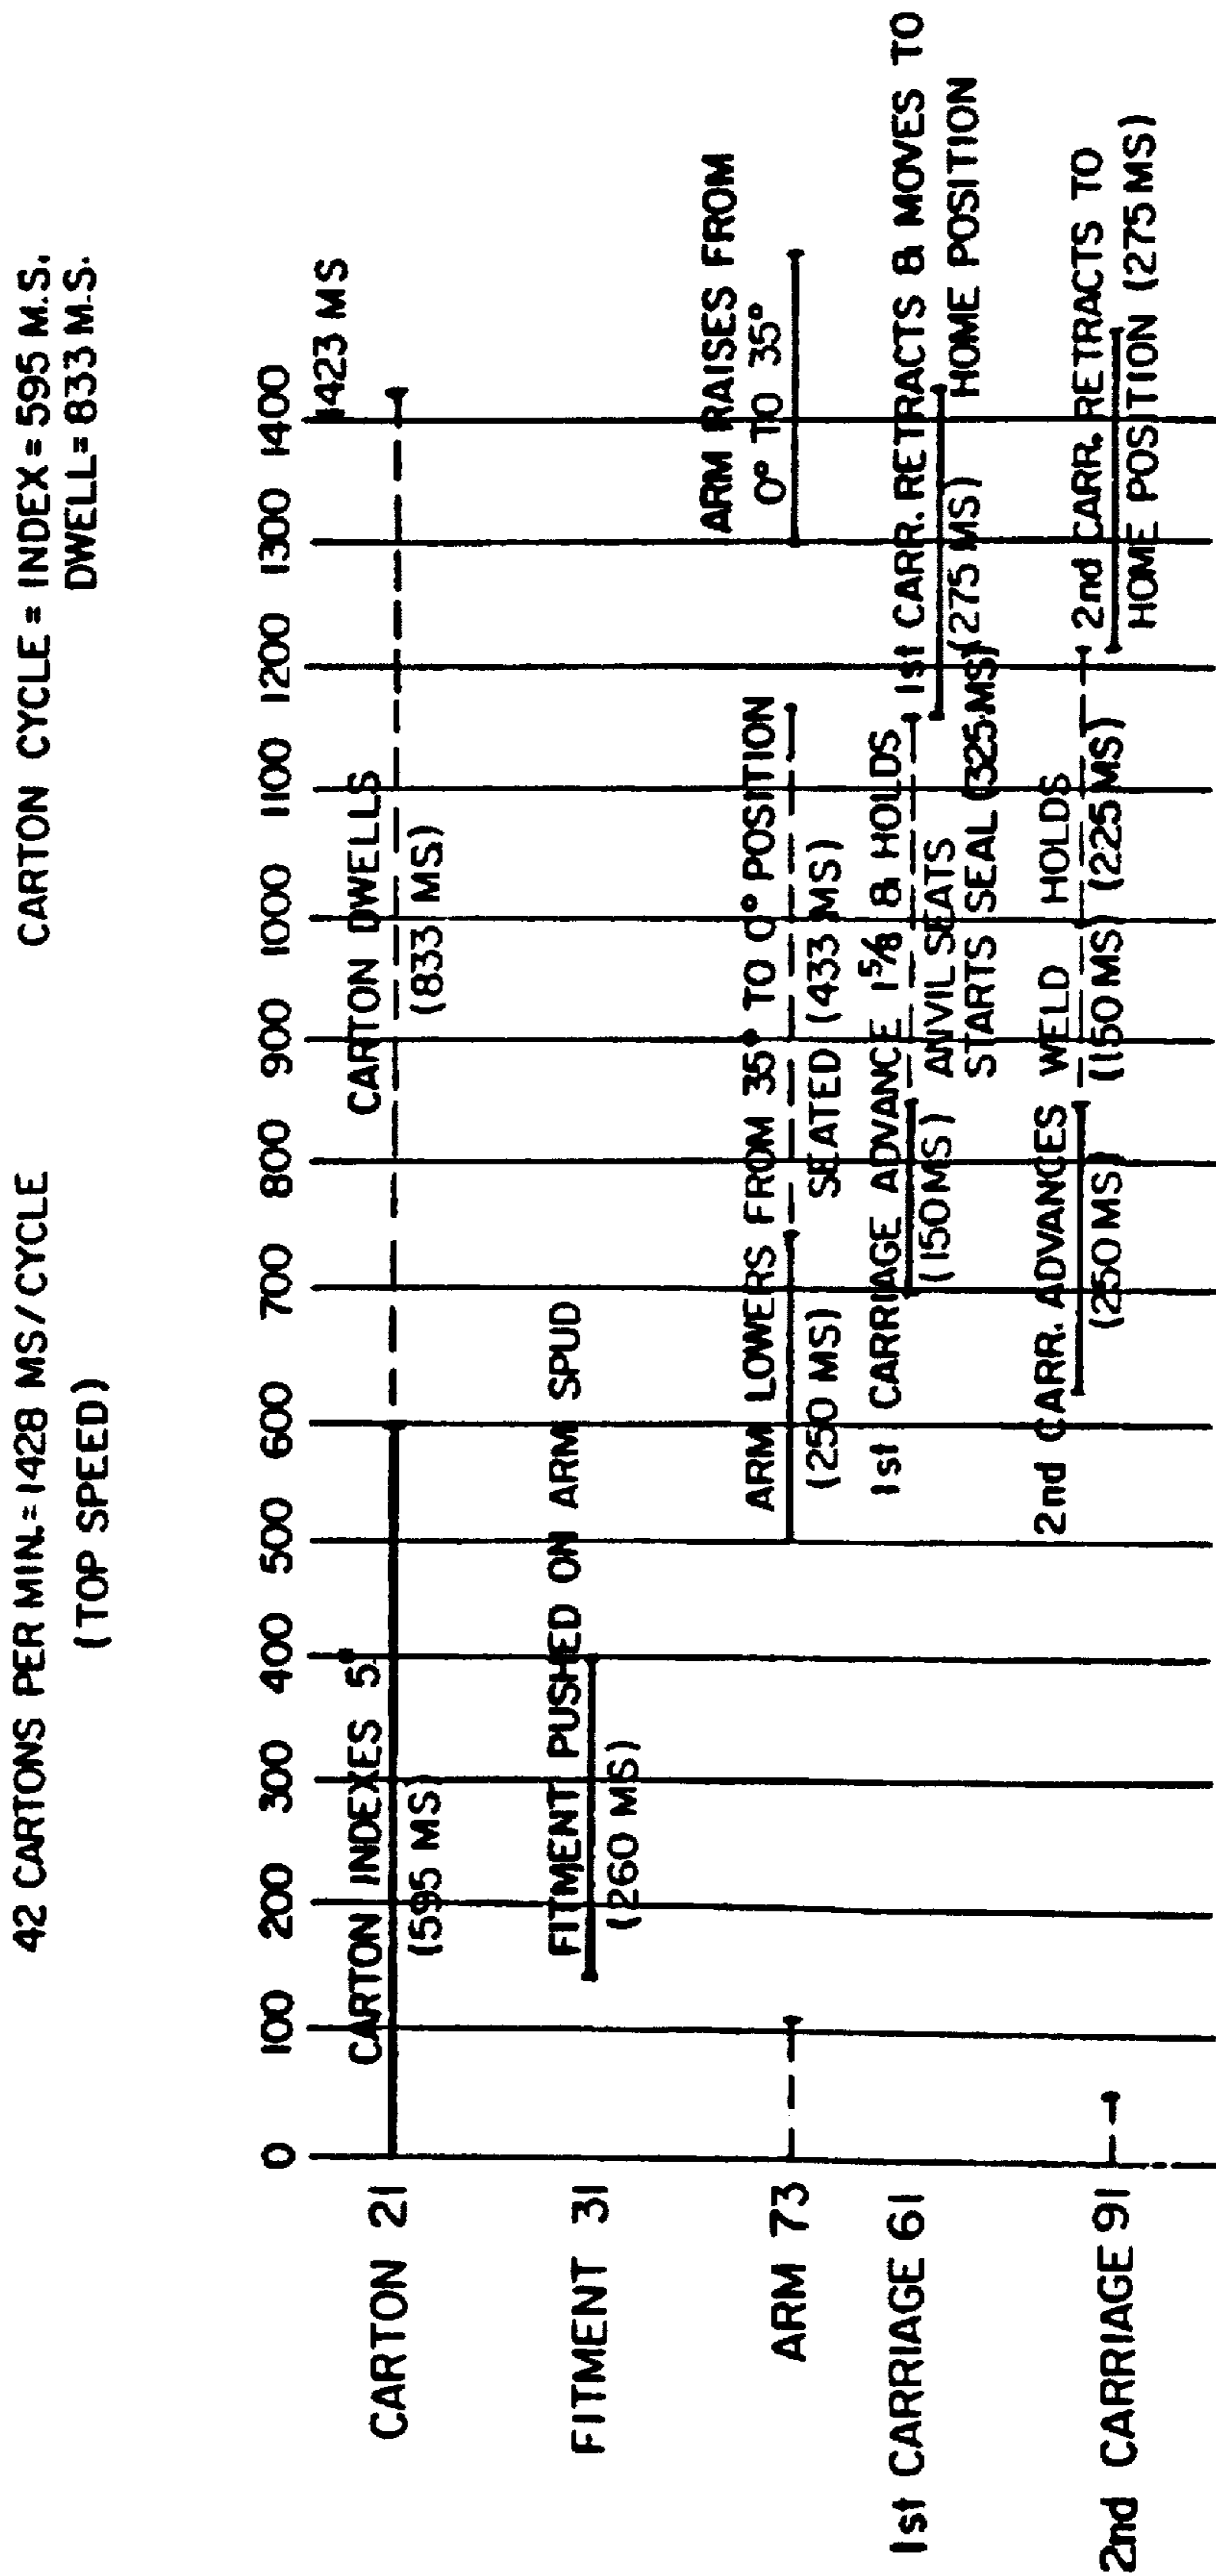 42 CARTONS PER MIN. = 1428 MS/CYCLE
(TOP SPEED)
CARTON CYCLE = INDEX = 595 M.S.
DWELL = 833 M.S.
0 100 200 300 400 500 600 700 800 900 1000 1100 1200 1300 1400
1423 MS
CARTON 21
CARTON INDEXES 5
(595 MS)
CARTON DWELLS
(833 MS.)
FITMENT 31
FITMENT PUSHED ON ARM SPUD
(260 MS)
ARM 73
ARM LOWERS FROM 35° TO 0° POSITION
(250 MS)
SEATED (433 MS)
ARM RAISES FROM
0° TO 35°
1st CARRIAGE 61
1st CARRIAGE ADVANCE 1 5/8 & HOLDS
(150 MS)
ANVIL SEATS
STARTS SEAL (325 MS)
1st CARR. RETRACTS & MOVES TO
HOME POSITION
(275 MS)
2nd CARRIAGE 91
2nd CARR. ADVANCES
(250 MS)
WELD HOLDS
(150 MS) (225 MS)
2nd CARR. RETRACTS TO
HOME POSITION (275 MS)